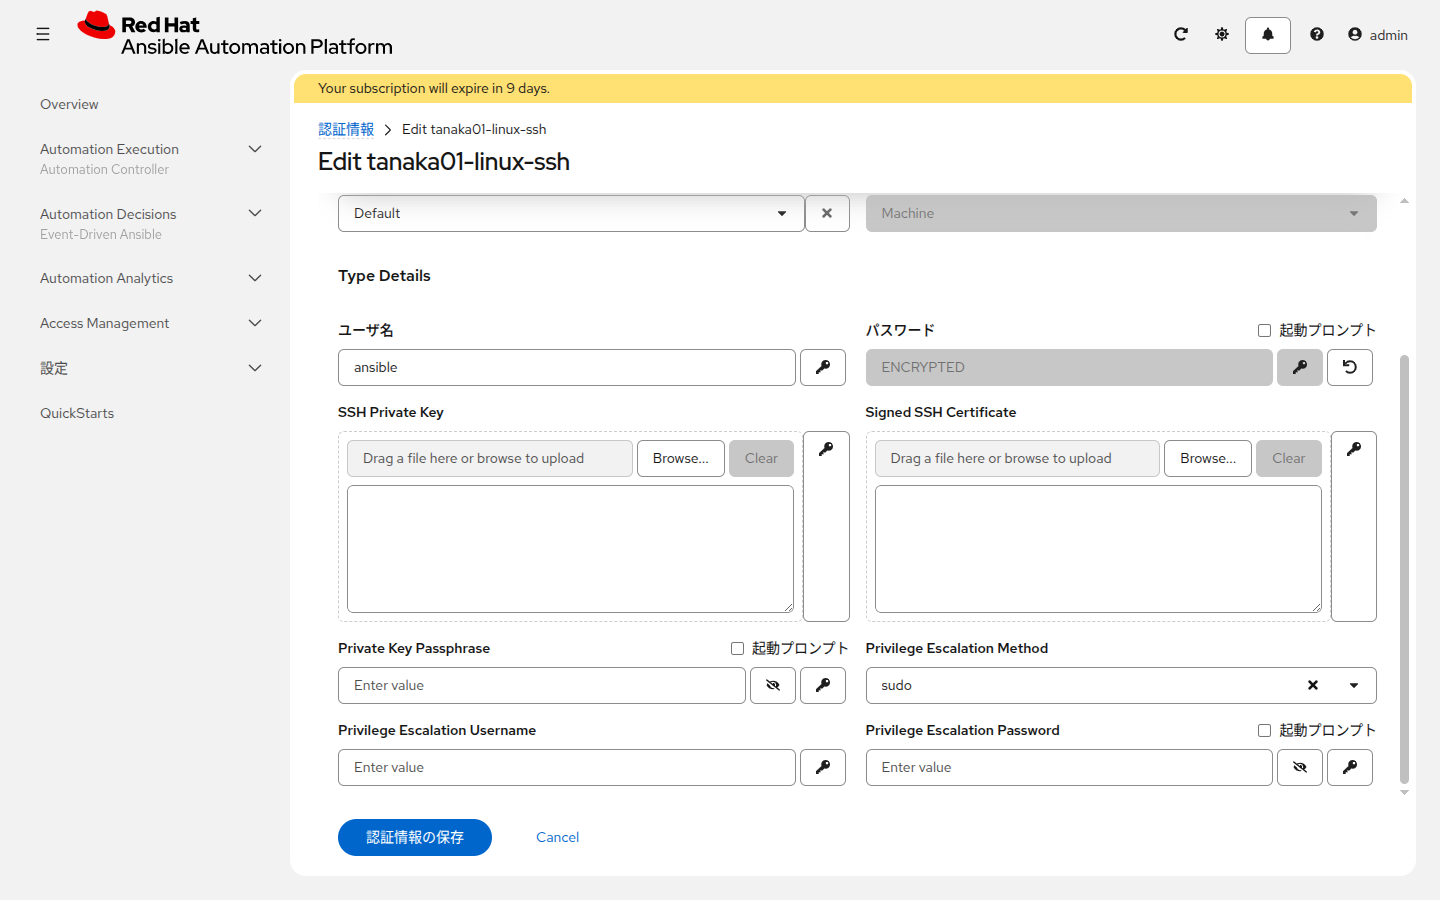 Red Hat
Ansible Automation Platform
admin
Overview
Automation Execution
Automation Controller
Automation Decisions
Event-Driven Ansible
Automation Analytics
Access Management
設定
QuickStarts
Your subscription will expire in 9 days.
認証情報 > Edit tanaka01-linux-ssh
Edit tanaka01-linux-ssh
Default
Machine
Type Details
ユーザ名
パスワード
起動プロンプト
ansible
ENCRYPTED
SSH Private Key
Signed SSH Certificate
Drag a file here or browse to upload
Browse...
Clear
Drag a file here or browse to upload
Browse...
Clear
Private Key Passphrase
起動プロンプト
Privilege Escalation Method
Enter value
sudo
Privilege Escalation Username
Privilege Escalation Password
起動プロンプト
Enter value
Enter value
認証情報の保存
Cancel